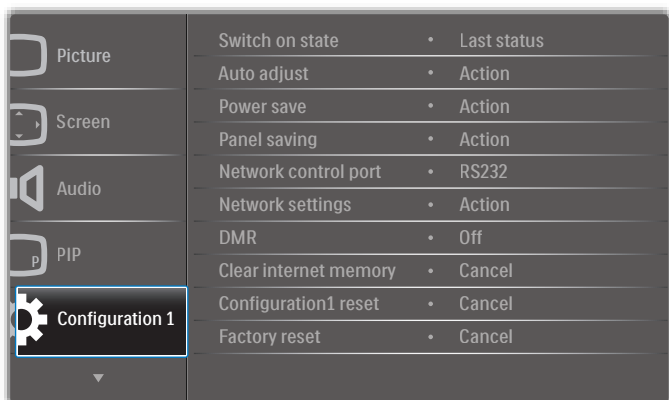 Picture
Screen
Audio
P
PIP
Configuration 1
Switch on state • Last status
Auto adjust • Action
Power save • Action
Panel saving • Action
Network control port • RS232
Network settings • Action
DMR • Off
Clear internet memory • Cancel
Configuration1 reset • Cancel
Factory reset • Cancel